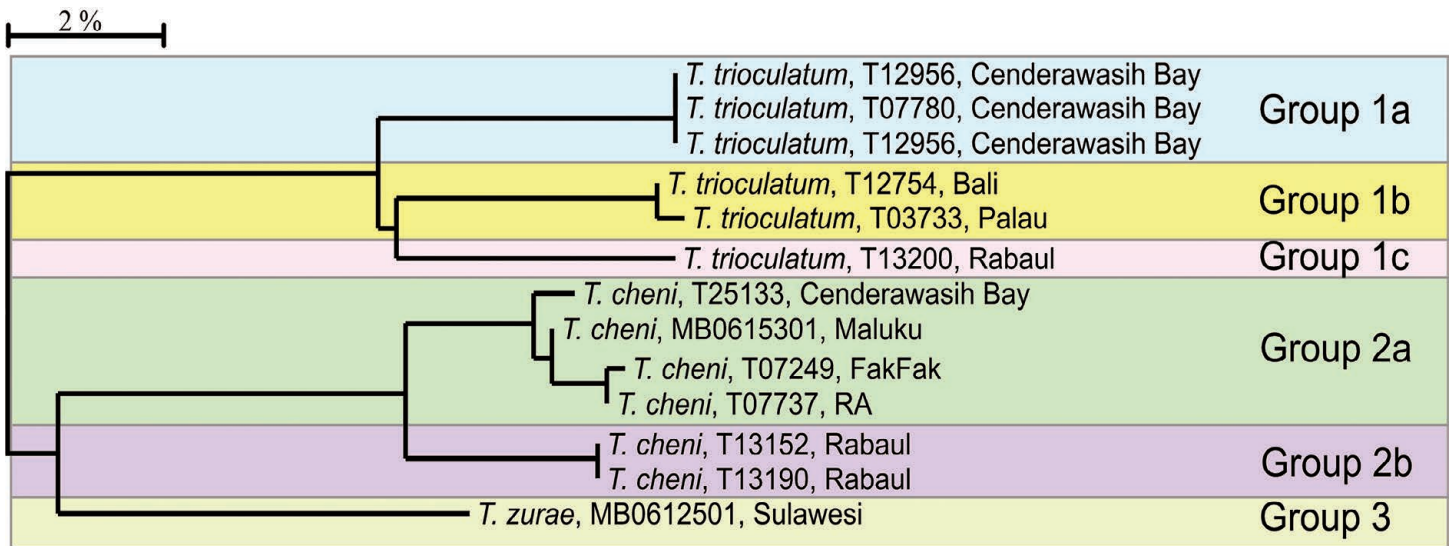 2 %
T. trioculatum, T12956, Cenderawasih Bay
T. trioculatum, T07780, Cenderawasih Bay
T. trioculatum, T12956, Cenderawasih Bay
Group 1a
T. trioculatum, T12754, Bali
T. trioculatum, T03733, Palau
Group 1b
T. trioculatum, T13200, Rabaul
Group 1c
T. cheni, T25133, Cenderawasih Bay
T. cheni, MB0615301, Maluku
T. cheni, T07249, FakFak
T. cheni, T07737, RA
Group 2a
T. cheni, T13152, Rabaul
T. cheni, T13190, Rabaul
Group 2b
T. zurae, MB0612501, Sulawesi
Group 3